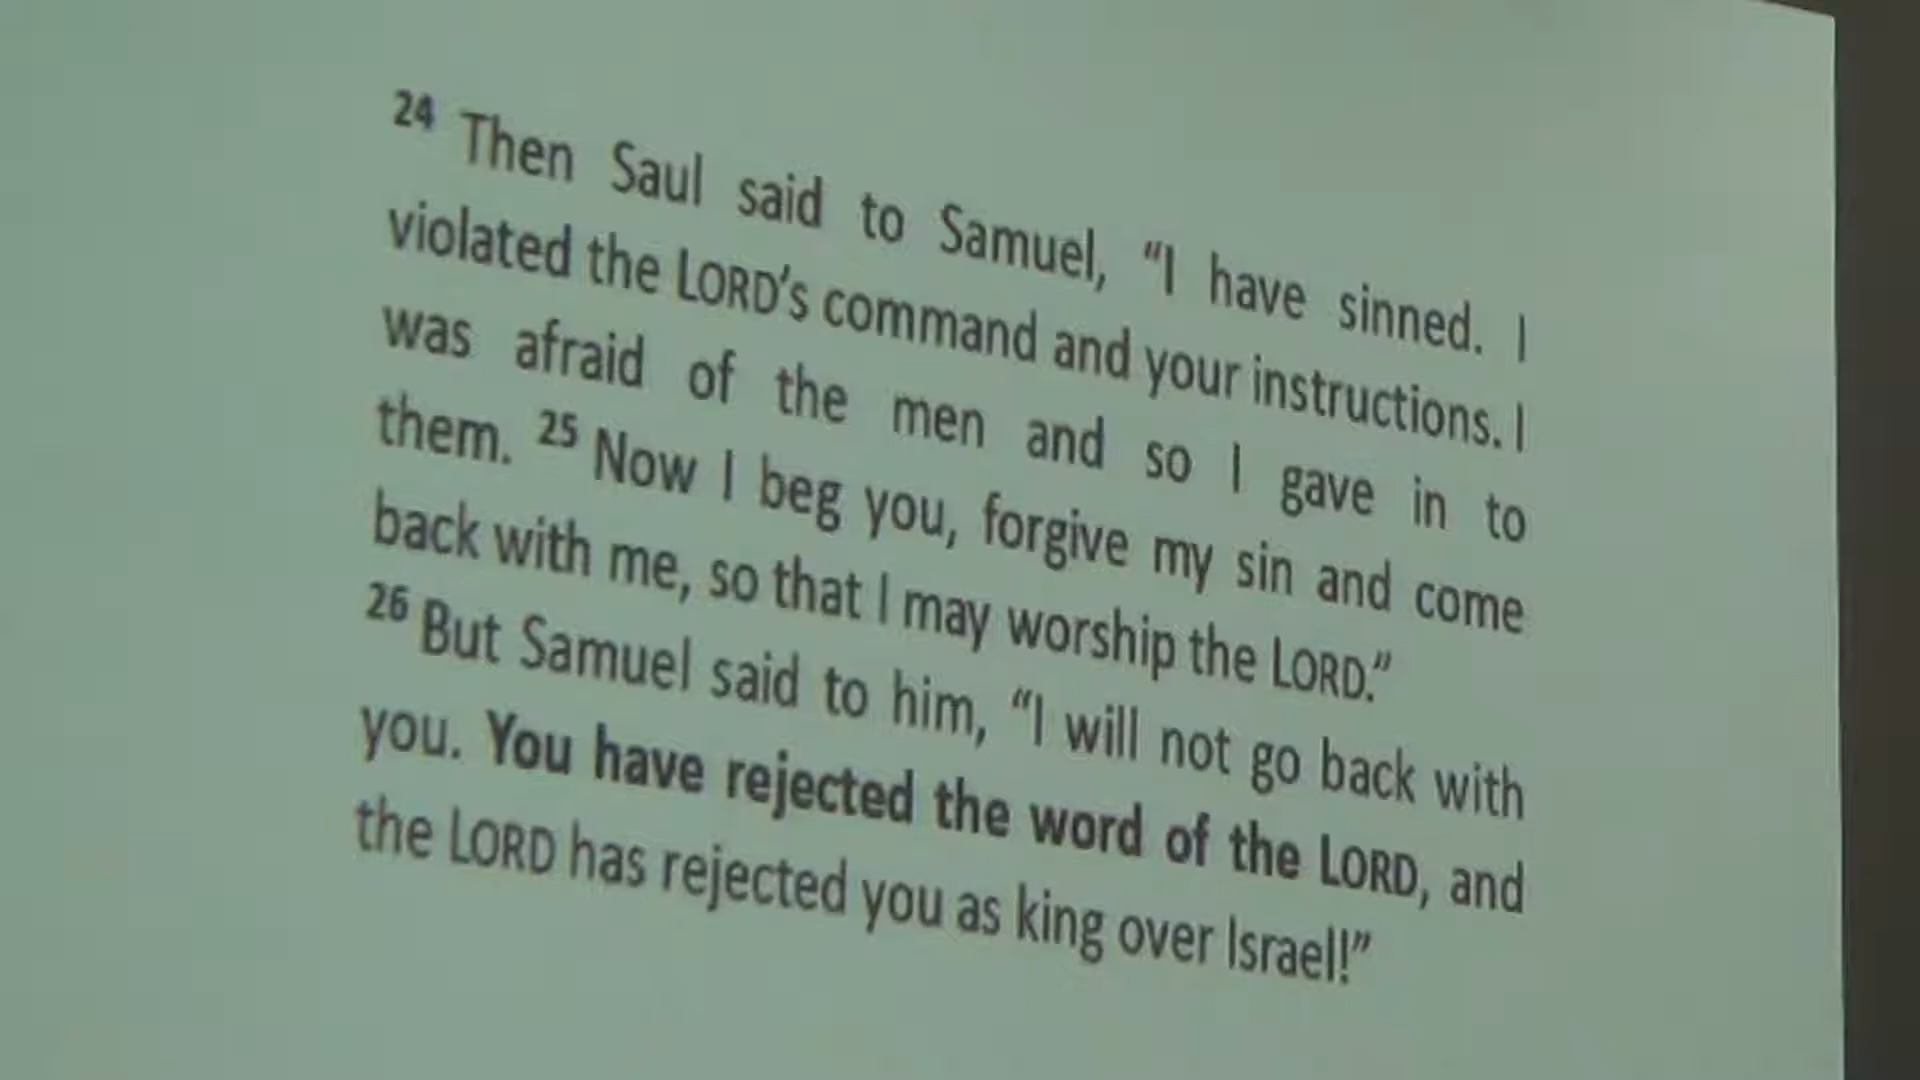 24 Then Saul said to Samuel, “I have sinned. I
violated the LORD’s command and your instructions. I
was afraid of the men and so I gave in to
them. 25 Now I beg you, forgive my sin and come
back with me, so that I may worship the LORD.”
26 But Samuel said to him, “I will not go back with
you. You have rejected the word of the LORD, and
the LORD has rejected you as king over Israel!”